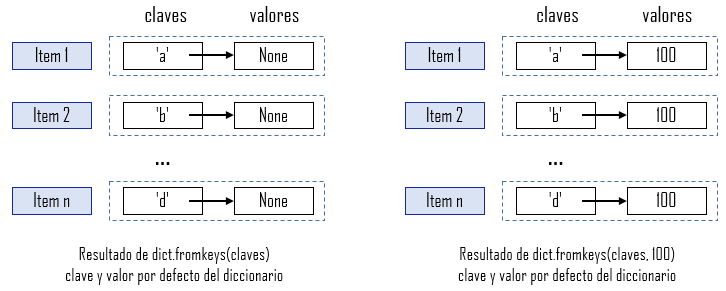 claves valores claves valores
Item 1 'a' None Item 1 'a' 100
Item 2 'b' None Item 2 'b' 100
... ...
Item n 'd' None Item n 'd' 100
Resultado de dict.fromkeys(claves) Resultado de dict.fromkeys(claves, 100)
clave y valor por defecto del diccionario clave y valor por defecto del diccionario